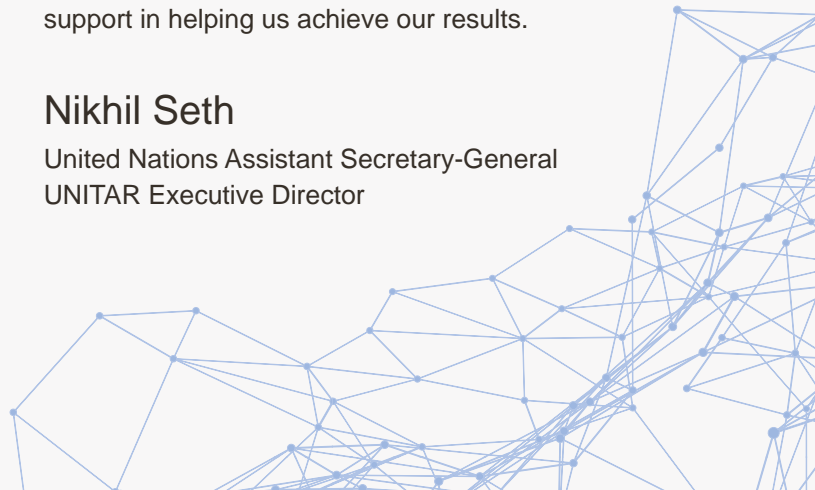 support in helping us achieve our results.
Nikhil Seth
United Nations Assistant Secretary-General
UNITAR Executive Director